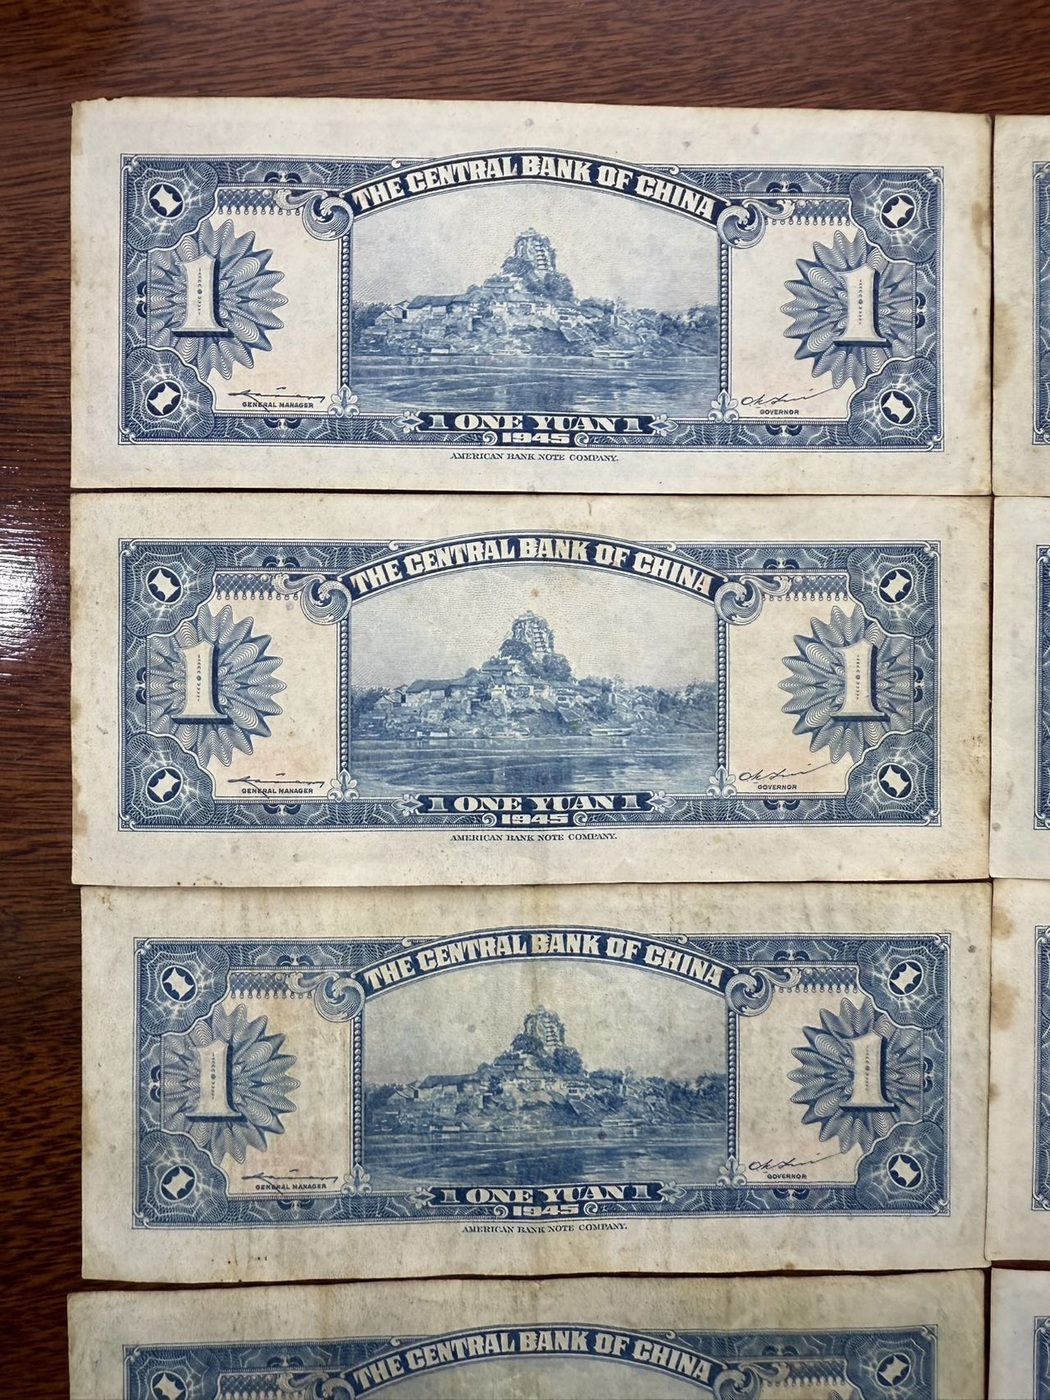 THE CENTRAL BANK OF CHINA
1 1
GENERAL MANAGER
GOVERNOR
1 ONE YUAN 1
1945
AMERICAN BANK NOTE COMPANY.
THE CENTRAL BANK OF CHINA
1 1
GENERAL MANAGER
GOVERNOR
1 ONE YUAN 1
1945
AMERICAN BANK NOTE COMPANY.
THE CENTRAL BANK OF CHINA
1 1
GENERAL MANAGER
GOVERNOR
1 ONE YUAN 1
1945
AMERICAN BANK NOTE COMPANY.
THE CENTRAL BANK OF CHINA